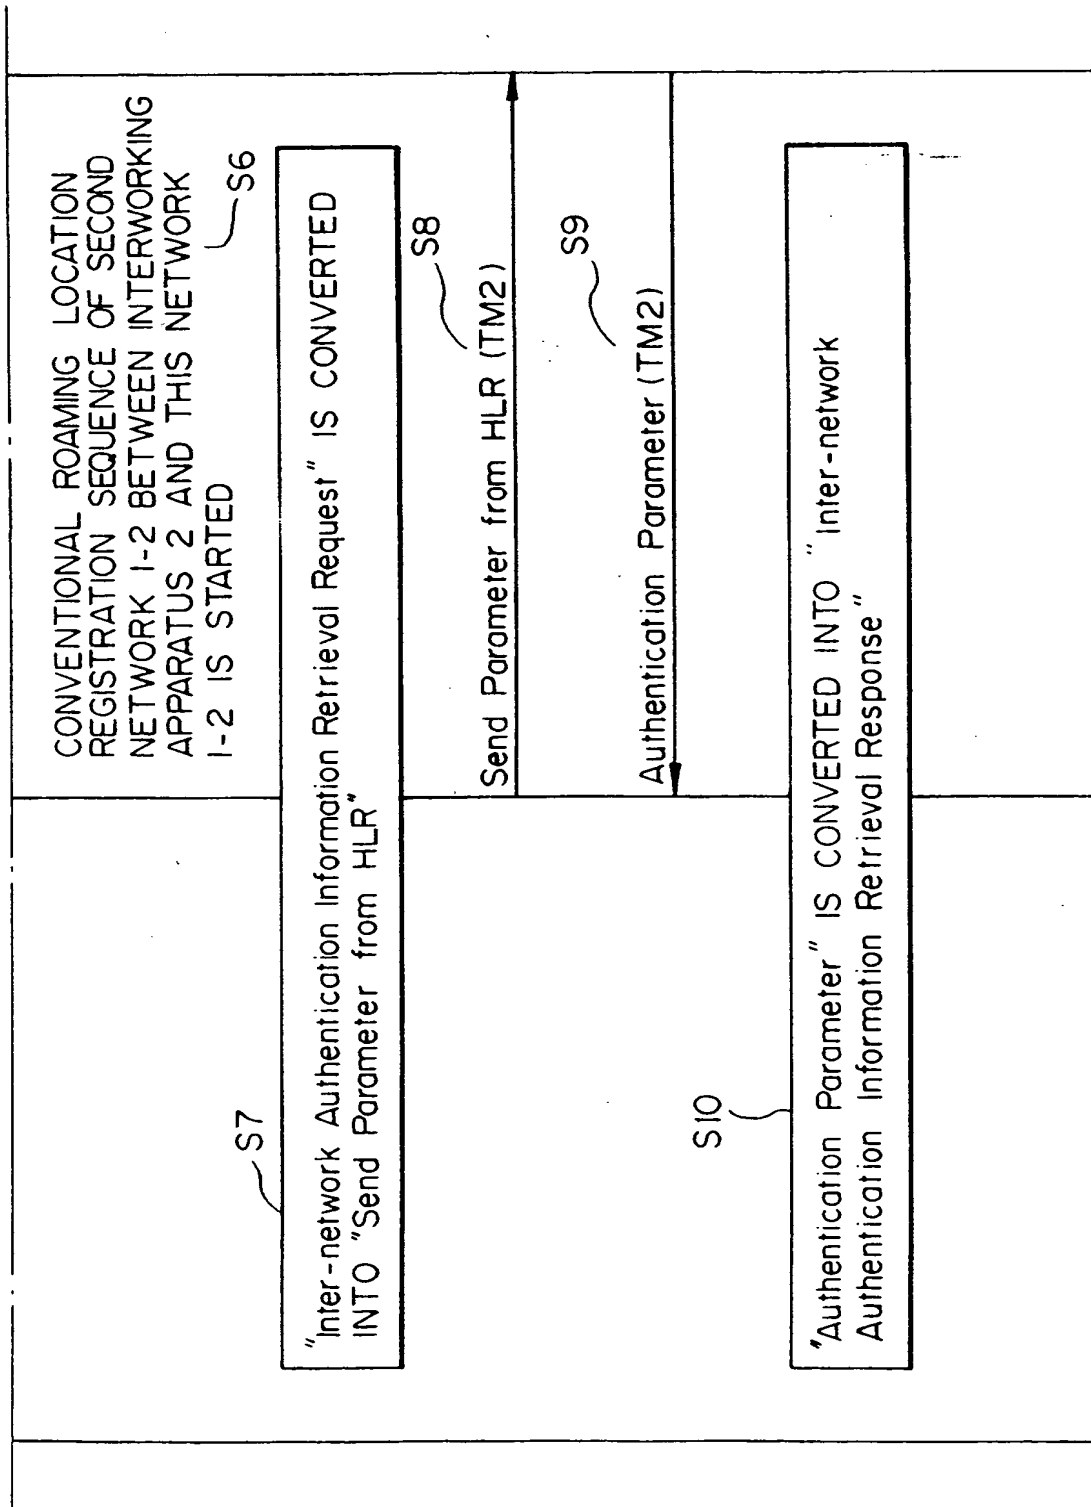 CONVENTIONAL ROAMING LOCATION
REGISTRATION SEQUENCE OF SECOND
NETWORK 1-2 BETWEEN INTERWORKING
APPARATUS 2 AND THIS NETWORK
1-2 IS STARTED
S6
S7
"Inter-network Authentication Information Retrieval Request" IS CONVERTED
INTO "Send Parameter from HLR"
S8
Send Parameter from HLR (TM2)
S9
Authentication Parameter (TM2)
S10
"Authentication Parameter" IS CONVERTED INTO "Inter-network
Authentication Information Retrieval Response"